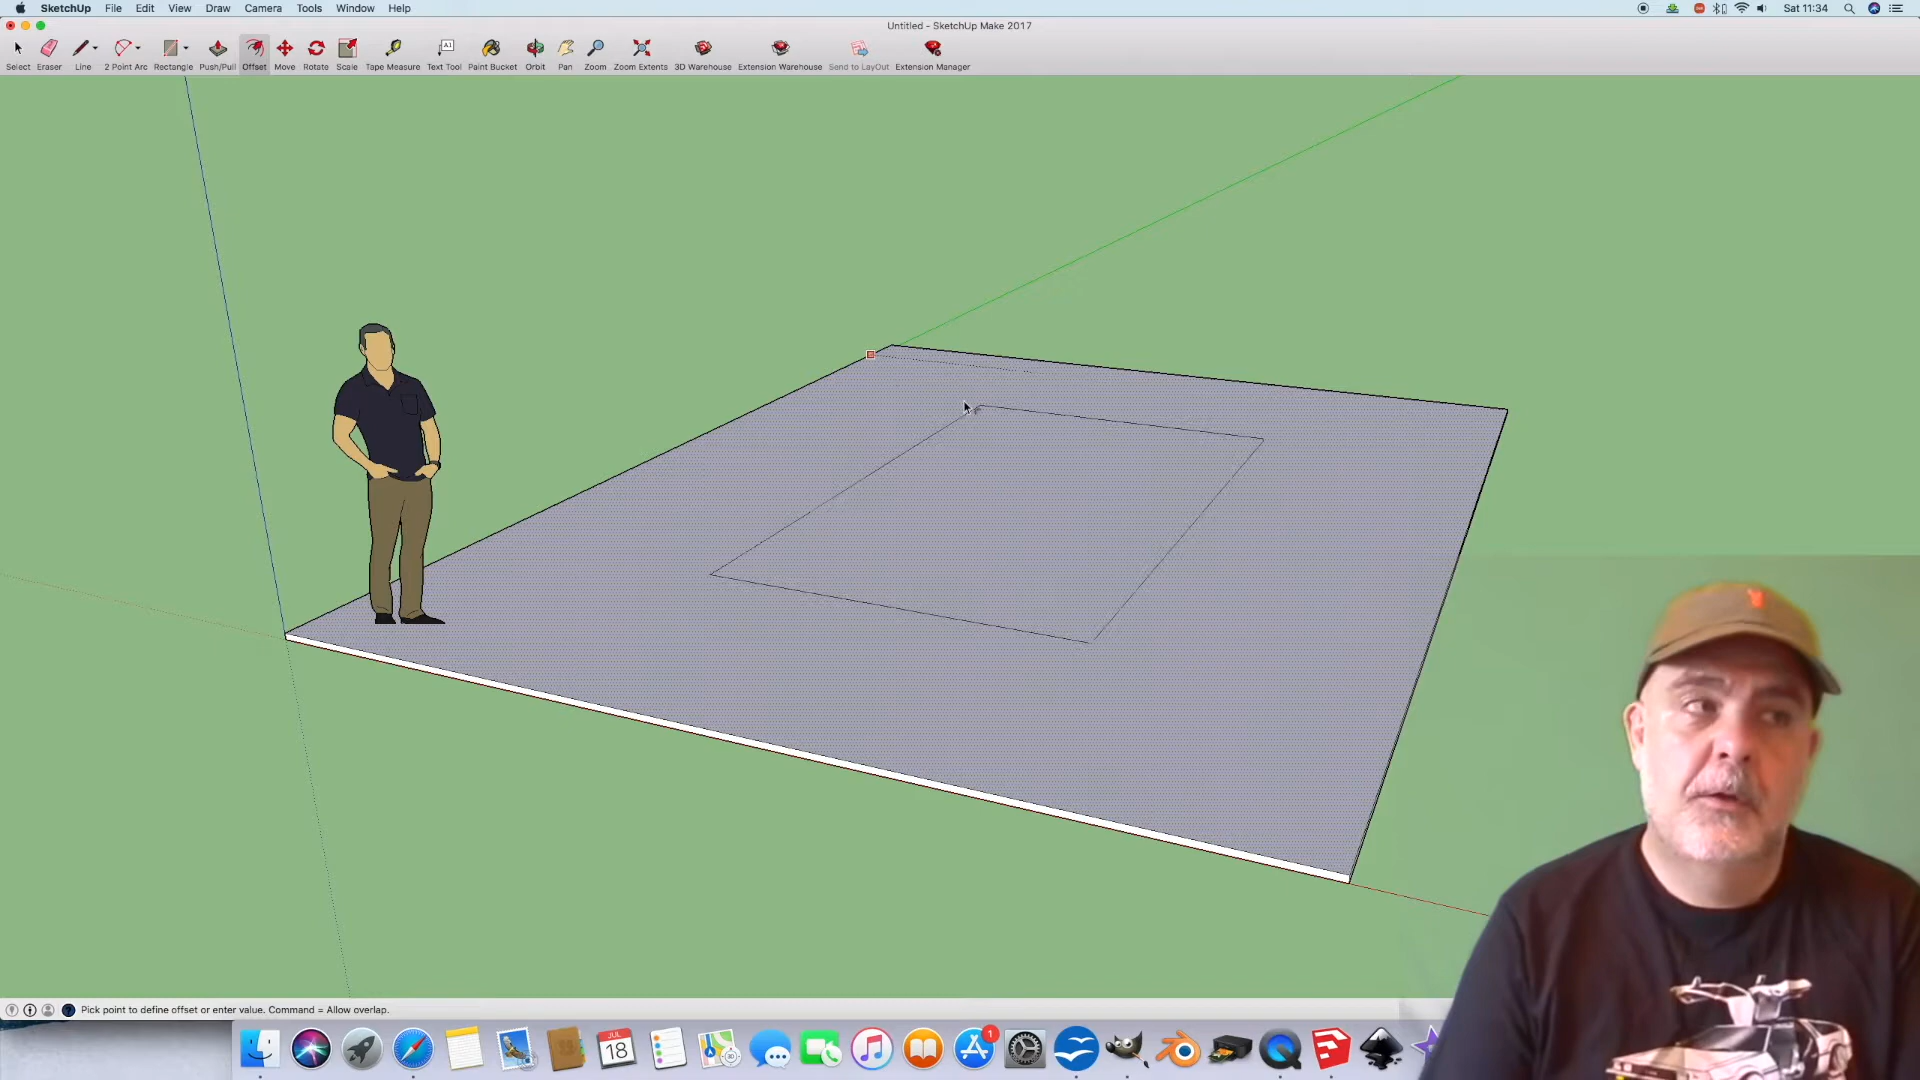 SketchUp File Edit View Draw Camera Tools Window Help
Sat 11:34
Untitled - SketchUp Make 2017
Select Eraser Line 2 Point Arc Rectangle Push/Pull Offset Move Rotate Scale Tape Measure Text Tool Paint Bucket Orbit Pan Zoom Zoom Extents 3D Warehouse Extension Warehouse Send to LayOut Extension Manager
Pick point to define offset or enter value. Command = Allow overlap.
JUL
18
1